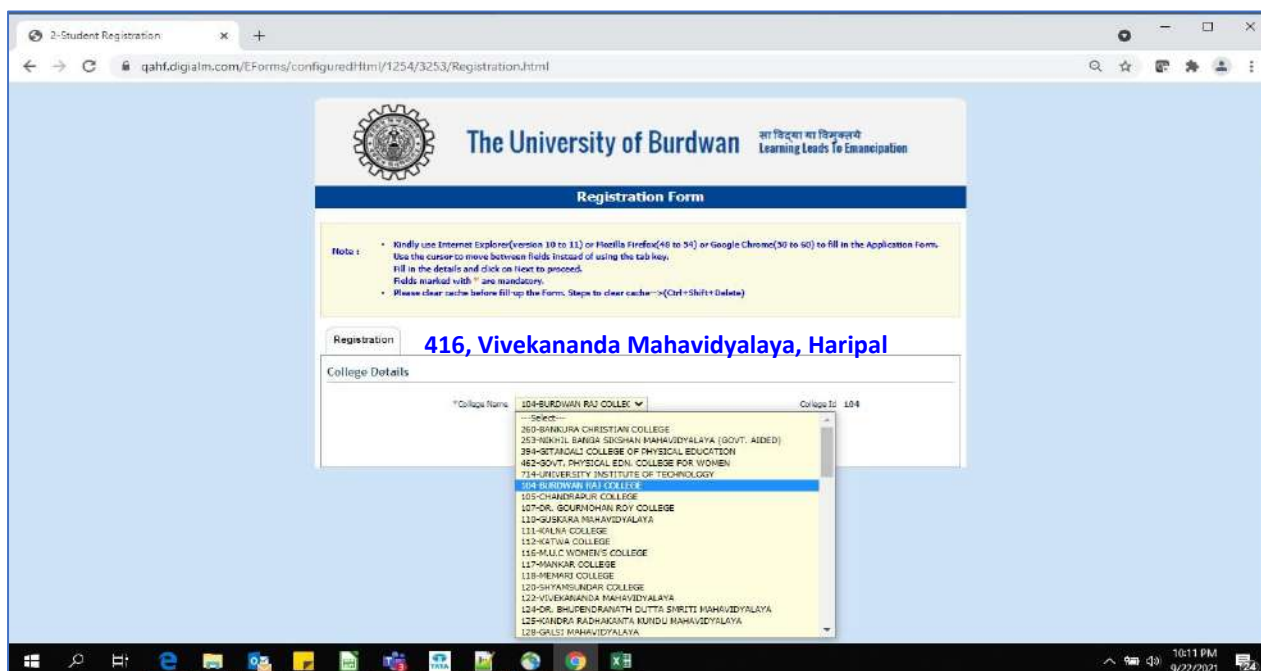 2-Student Registration
qahf.digialm.com/EForms/configuredHtml/1254/3253/Registration.html
The University of Burdwan
सा विद्या या विमुक्तये
Learning Leads To Emancipation
Registration Form
Note :
• Kindly use Internet Explorer(version 10 to 11) or Mozilla Firefox(48 to 54) or Google Chrome(50 to 60) to fill in the Application Form.
Use the cursor to move between fields instead of using the tab key.
Fill in the details and click on Next to proceed.
Fields marked with * are mandatory.
• Please clear cache before fill-up the Form. Steps to clear cache-->(Ctrl+Shift+Delete)
Registration
416, Vivekananda Mahavidyalaya, Haripal
College Details
*College Name 104-BURDWAN RAJ COLLEC College Id 104
---Select---
260-BANKURA CHRISTIAN COLLEGE
253-NIKHIL BANGA SIKSHAN MAHAVIDYALAYA (GOVT. AIDED)
394-GITANJALI COLLEGE OF PHYSICAL EDUCATION
462-GOVT. PHYSICAL EDN. COLLEGE FOR WOMEN
714-UNIVERSITY INSTITUTE OF TECHNOLOGY
104-BURDWAN RAJ COLLEGE
105-CHANDRAPUR COLLEGE
107-DR. GOURMOHAN ROY COLLEGE
110-GUSKARA MAHAVIDYALAYA
111-KALNA COLLEGE
112-KATWA COLLEGE
116-M.U.C WOMEN'S COLLEGE
117-MANKAR COLLEGE
118-MEMARI COLLEGE
120-SHYAMSUNDAR COLLEGE
122-VIVEKANANDA MAHAVIDYALAYA
124-DR. BHUPENDRANATH DUTTA SMRITI MAHAVIDYALAYA
125-KANDRA RADHAKANTA KUNDU MAHAVIDYALAYA
128-GALSI MAHAVIDYALAYA
TATA
10:11 PM
9/22/2021
24